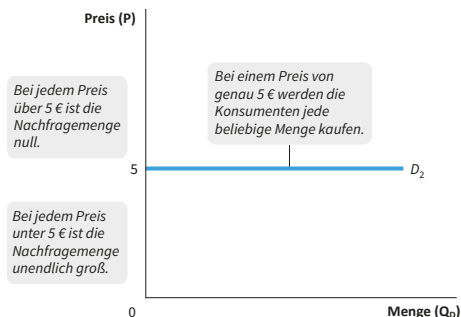 Preis (P)
Bei jedem Preis
über 5 € ist die
Nachfragemenge
null.
Bei einem Preis von
genau 5 € werden die
Konsumenten jede
beliebige Menge kaufen.
5
D₂
Bei jedem Preis
unter 5 € ist die
Nachfragemenge
unendlich groß.
0
Menge (Q_D)